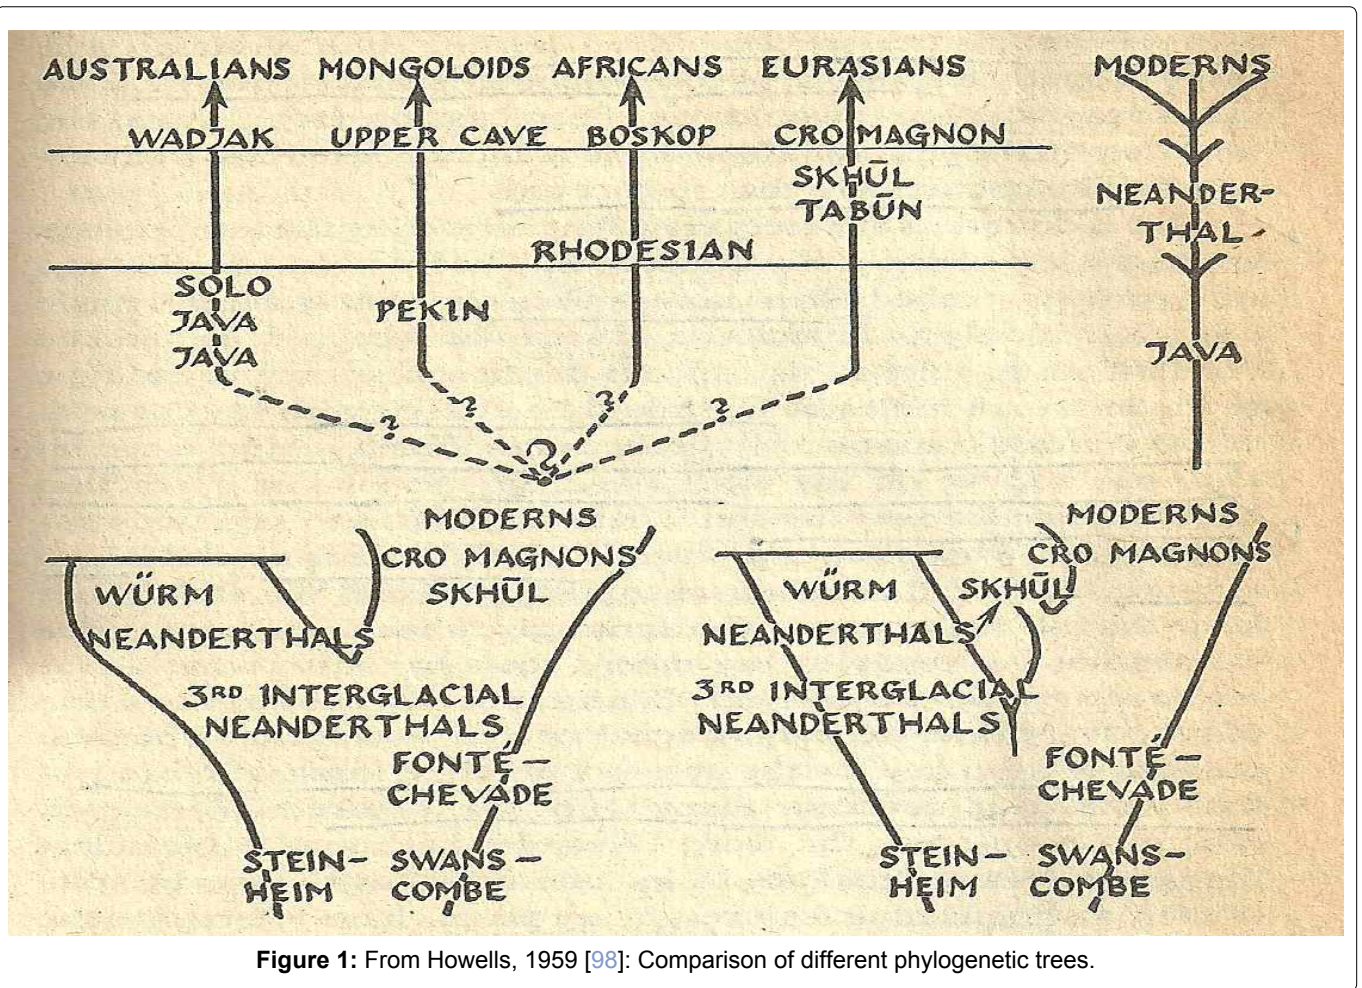 AUSTRALIANS MONGOLOIDS AFRICANS EURASIANS MODERNS
WADJAK UPPER CAVE BOSKOP CRO MAGNON
SKHŪL
TABŪN
NEANDER-
THAL
RHODESIAN
SOLO
JAVA
JAVA
PEKIN
JAVA
? ? ? ?
?
MODERNS
CRO MAGNONS
SKHŪL
WÜRM
NEANDERTHALS
3RD INTERGLACIAL
NEANDERTHALS
FONTÉ-
CHEVADE
STEIN-
HEIM
SWANS-
COMBE
MODERNS
CRO MAGNONS
WÜRM
SKHŪL
NEANDERTHALS
3RD INTERGLACIAL
NEANDERTHALS
FONTÉ-
CHEVADE
STEIN-
HEIM
SWANS-
COMBE
Figure 1: From Howells, 1959 [98]: Comparison of different phylogenetic trees.